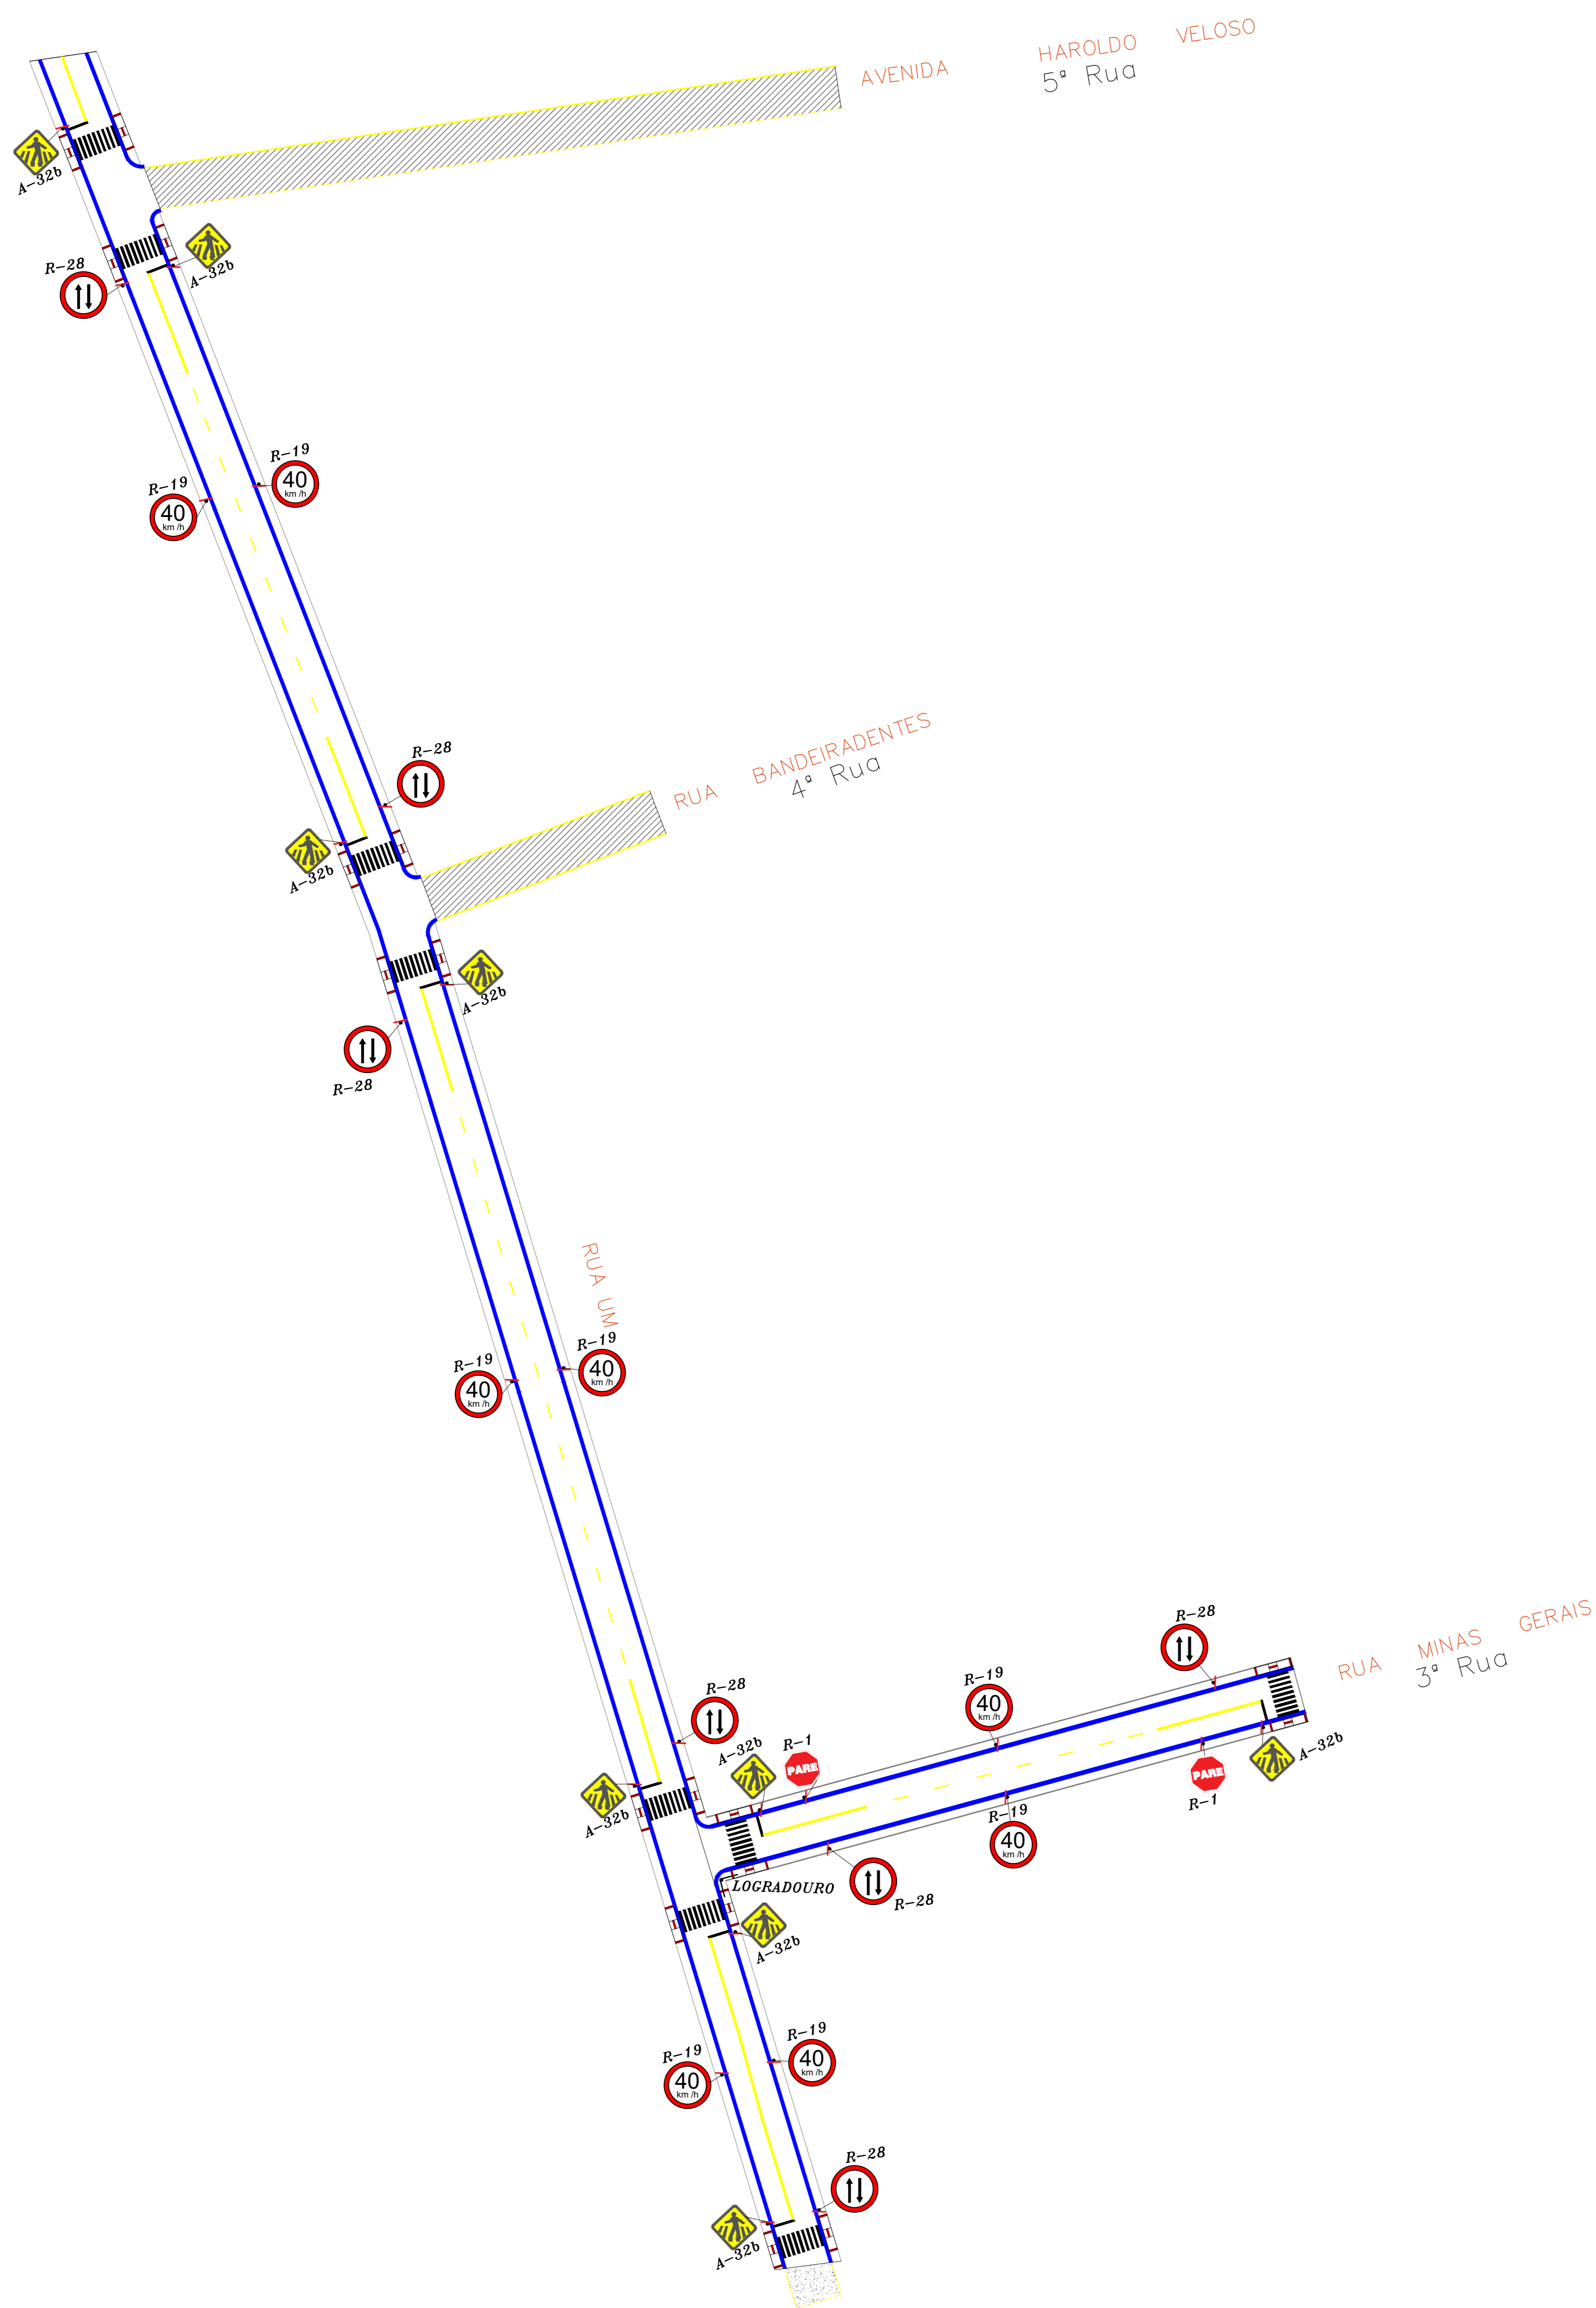 AVENIDA HAROLDO VELOSO
5ª Rua
A-32b
A-32b
R-28
R-19
40
km/h
R-19
40
km/h
RUA BANDEIRADENTES
4ª Rua
R-28
A-32b
A-32b
R-28
RUA UM
R-19
40
km/h
R-19
40
km/h
RUA MINAS GERAIS
3ª Rua
R-28
R-19
40
km/h
R-28
A-32b
R-1
PARE
A-32b
PARE
R-1
A-32b
R-19
40
km/h
LOGRADOURO
R-28
A-32b
R-19
40
km/h
R-19
40
km/h
R-28
A-32b